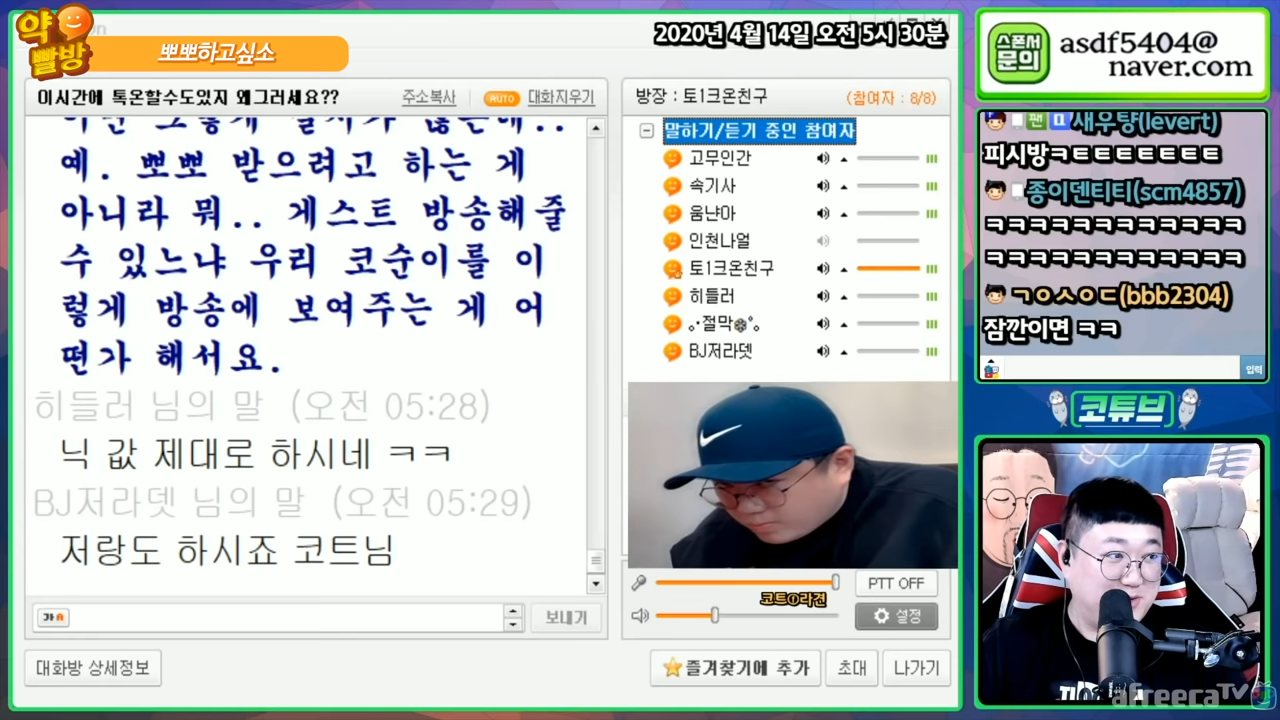 약빨방
뽀뽀하고싶소
2020년 4월 14일 오전 5시 30분
이시간에 톡온할수도있지 왜그러세요??
주소복사
AUTO 대화지우기
예. 뽀뽀 받으려고 하는 게
아니라 뭐.. 게스트 방송해줄
수 있느냐 우리 코순이를 이
렇게 방송에 보여주는 게 어
떤가 해서요.
히들러 님의 말 (오전 05:28)
닉 값 제대로 하시네 ㅋㅋ
BJ저라뎃 님의 말 (오전 05:29)
저랑도 하시죠 코트님
가A
보내기
대화방 상세정보
방장 : 토1크온친구
(참여자 : 8/8)
말하기/듣기 중인 참여자
고무인간
속기사
움냔아
인천나얼
토1크온친구
히들러
｡･절막☸°｡
BJ저라뎃
PTT OFF
코트①라견
설정
즐겨찾기에 추가
초대
나가기
스폰서
문의
asdf5404@
naver.com
팬 새우탕(levert)
피시방ㅋㅌㅌㅌㅌㅌㅌㅌ
종이덴티티(scm4857)
ㅋㅋㅋㅋㅋㅋㅋㅋㅋㅋㅋㅋ
ㅋㅋㅋㅋㅋㅋㅋㅋㅋㅋㅋㅋ
ㄱㅇㅅㅇㄷ(bbb2304)
잠깐이면 ㅋㅋ
입력
코튜브
afreecaTV